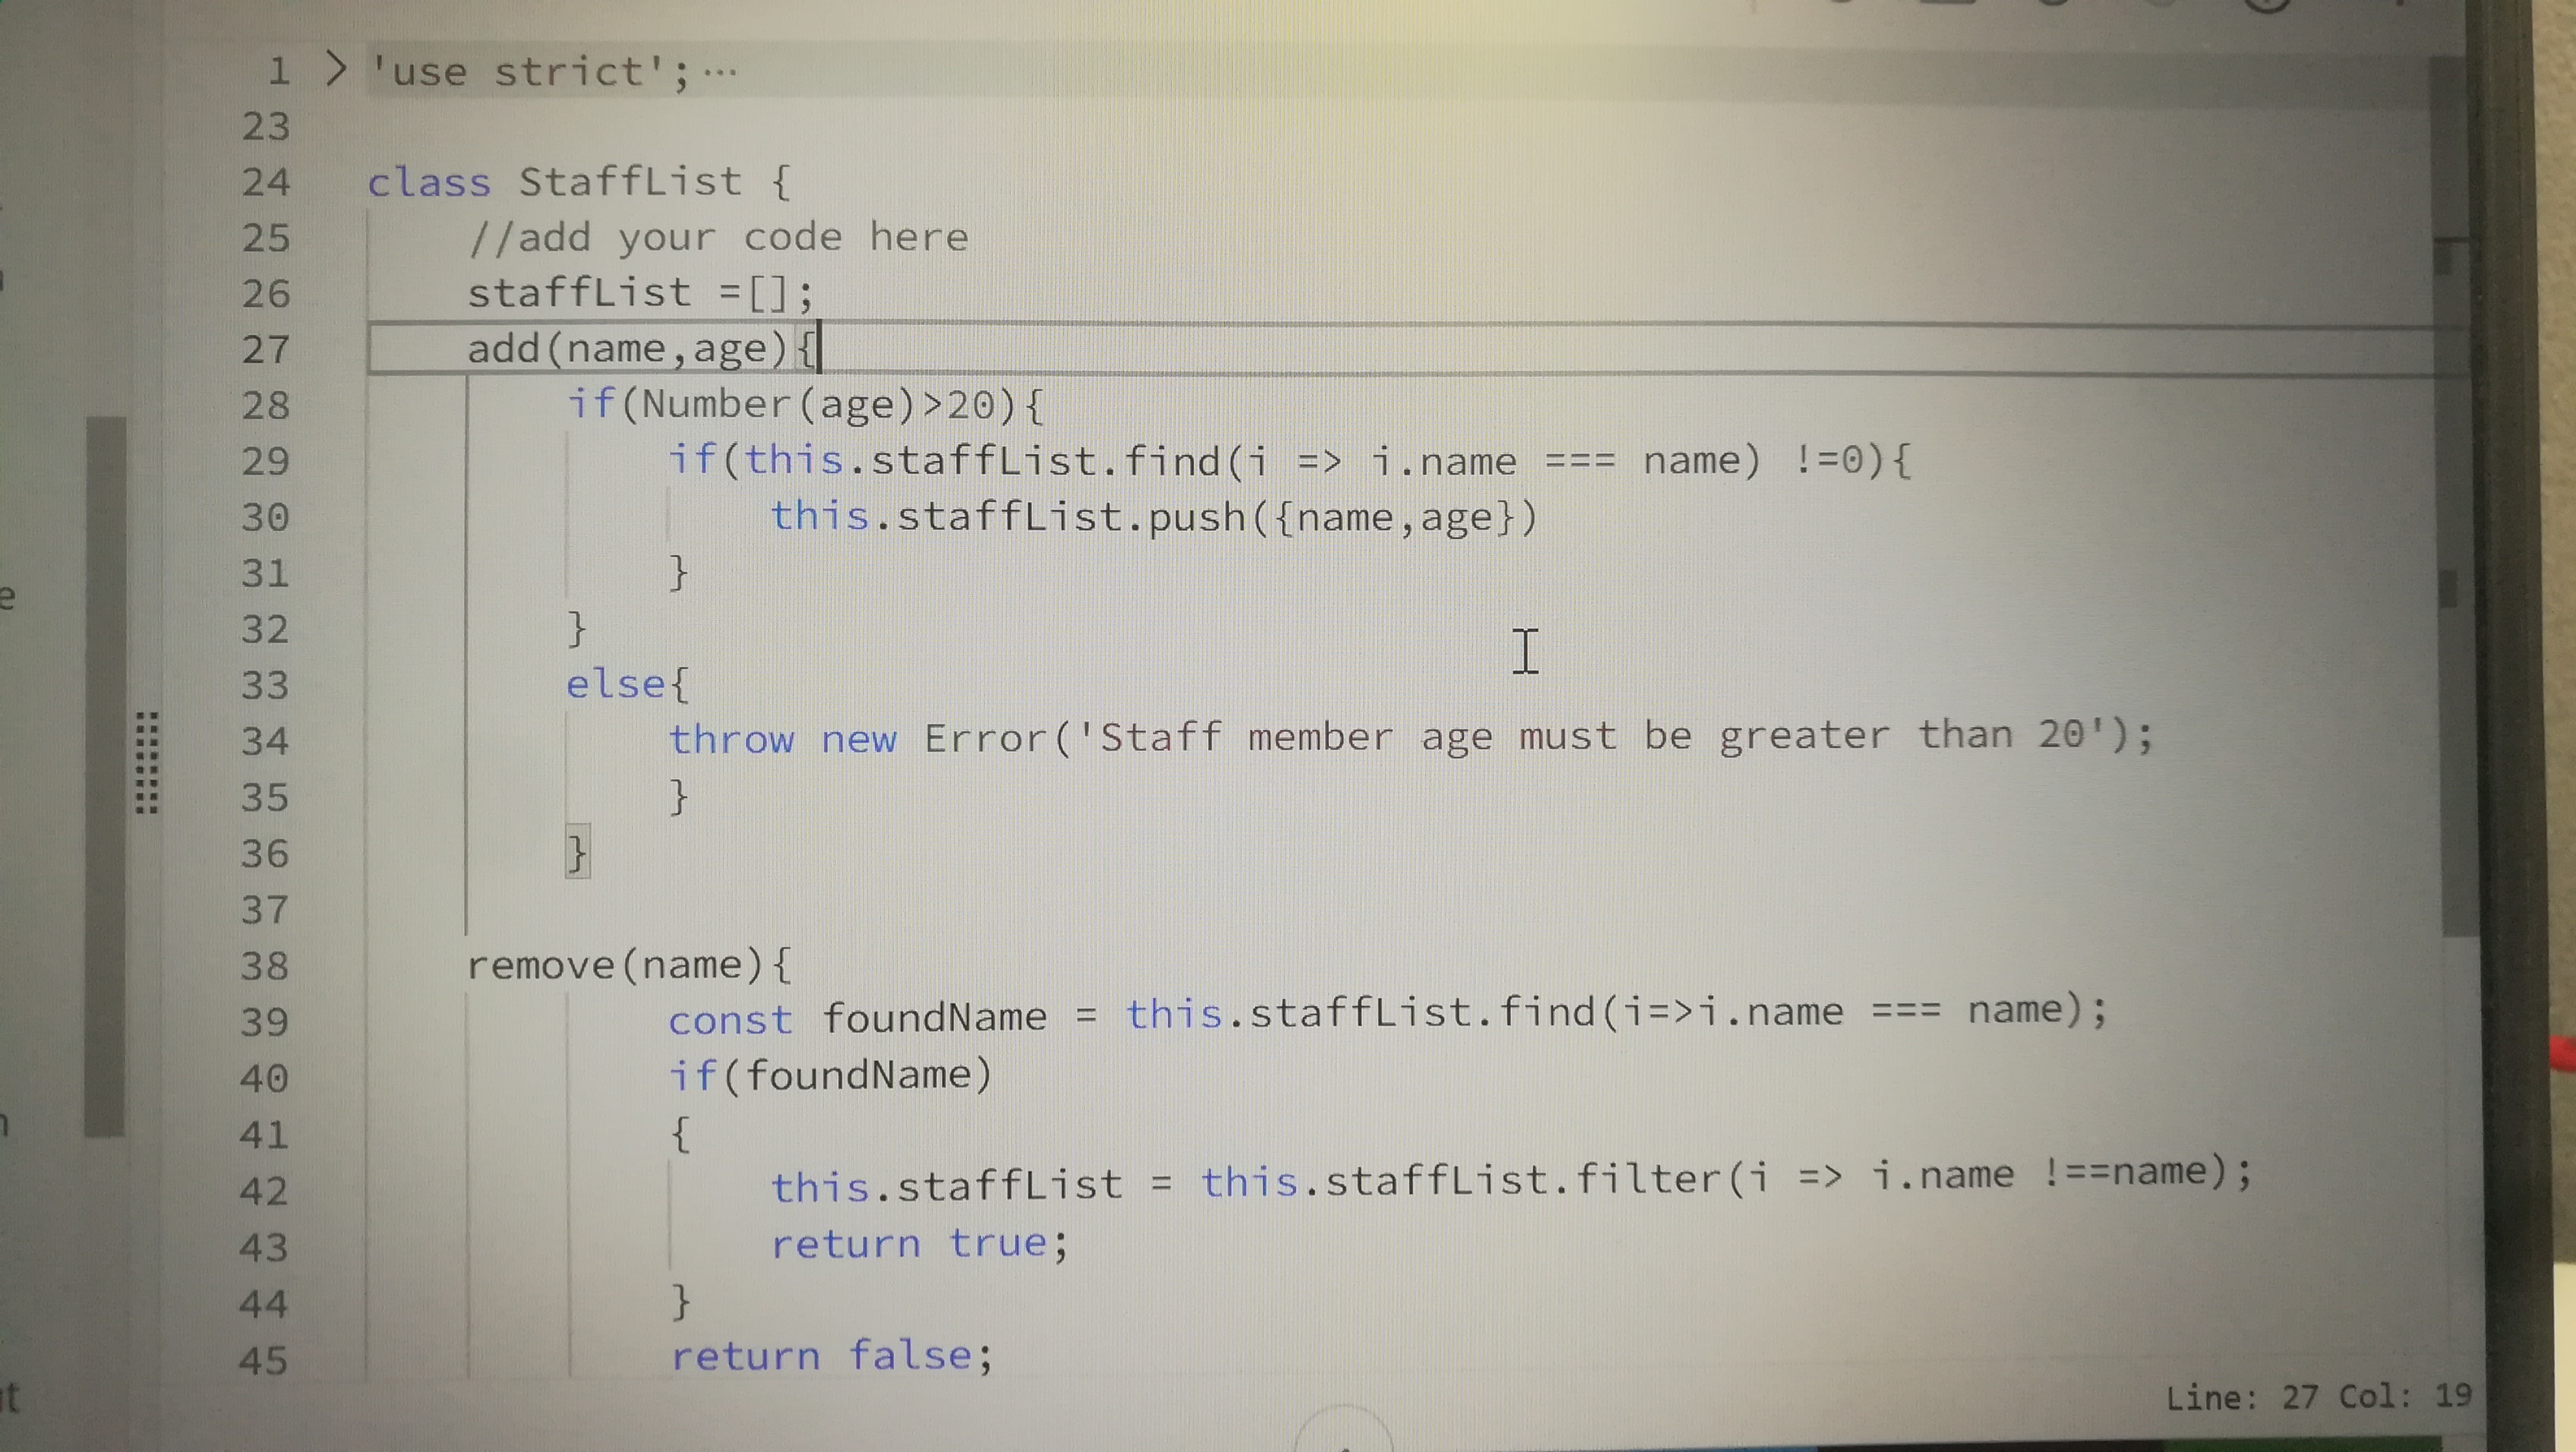 1 > 'use strict';···
23
24 class StaffList {
25 //add your code here
26 staffList =[];
27 add(name,age){
28 if(Number(age)>20){
29 if(this.staffList.find(i => i.name === name) !=0){
30 this.staffList.push({name,age})
31 }
32 }
33 else{
34 throw new Error('Staff member age must be greater than 20');
35 }
36 }
37
38 remove(name){
39 const foundName = this.staffList.find(i=>i.name === name);
40 if(foundName)
41 {
42 this.staffList = this.staffList.filter(i => i.name !==name);
43 return true;
44 }
45 return false;
Line: 27 Col: 19